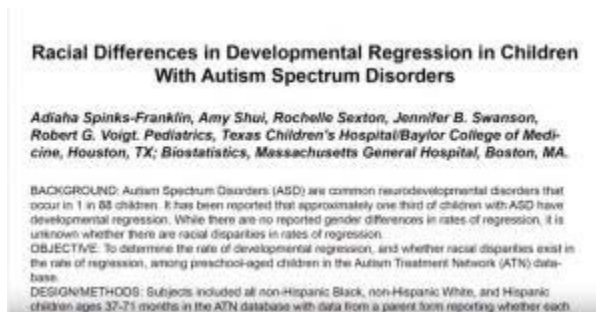 Racial Differences in Developmental Regression in Children
With Autism Spectrum Disorders
Adiaha Spinks-Franklin, Amy Shui, Rochelle Sexton, Jennifer B. Swanson,
Robert G. Voigt. Pediatrics, Texas Children's Hospital/Baylor College of Medi-
cine, Houston, TX; Biostatistics, Massachusetts General Hospital, Boston, MA.
BACKGROUND: Autism Spectrum Disorders (ASD) are common neurodevelopmental disorders that
occur in 1 in 88 children. It has been reported that approximately one third of children with ASD have
developmental regression. While there are no reported gender differences in rates of regression, it is
unknown whether there are racial disparities in rates of regression.
OBJECTIVE: To determine the rate of developmental regression, and whether racial disparities exist in
the rate of regression, among preschool-aged children in the Autism Treatment Network (ATN) data-
base.
DESIGN/METHODS: Subjects included all non-Hispanic Black, non-Hispanic White, and Hispanic
children ages 37-71 months in the ATN database with data from a parent form reporting whether each